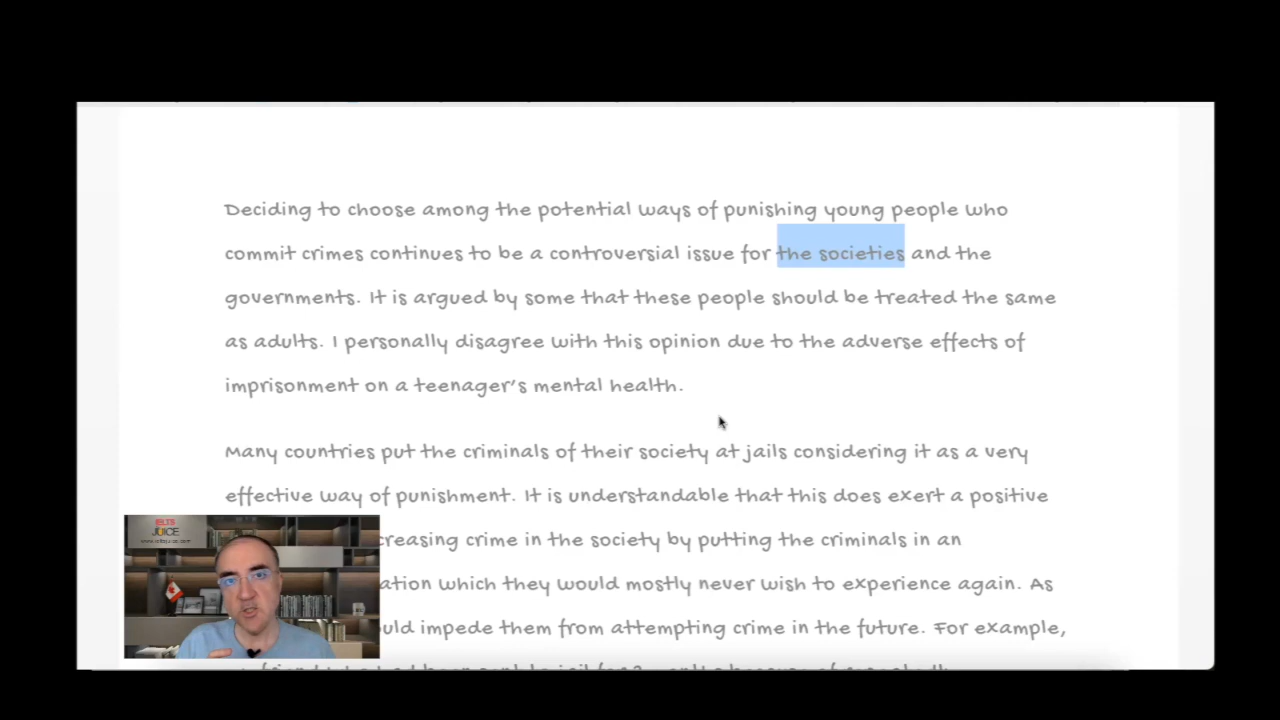 Deciding to choose among the potential ways of punishing young people who
commit crimes continues to be a controversial issue for the societies and the
governments. It is argued by some that these people should be treated the same
as adults. I personally disagree with this opinion due to the adverse effects of
imprisonment on a teenager's mental health.
Many countries put the criminals of their society at jails considering it as a very
effective way of punishment. It is understandable that this does exert a positive
creasing crime in the society by putting the criminals in an
ation which they would mostly never wish to experience again. As
uld impede them from attempting crime in the future. For example,
IELTS
JUICE